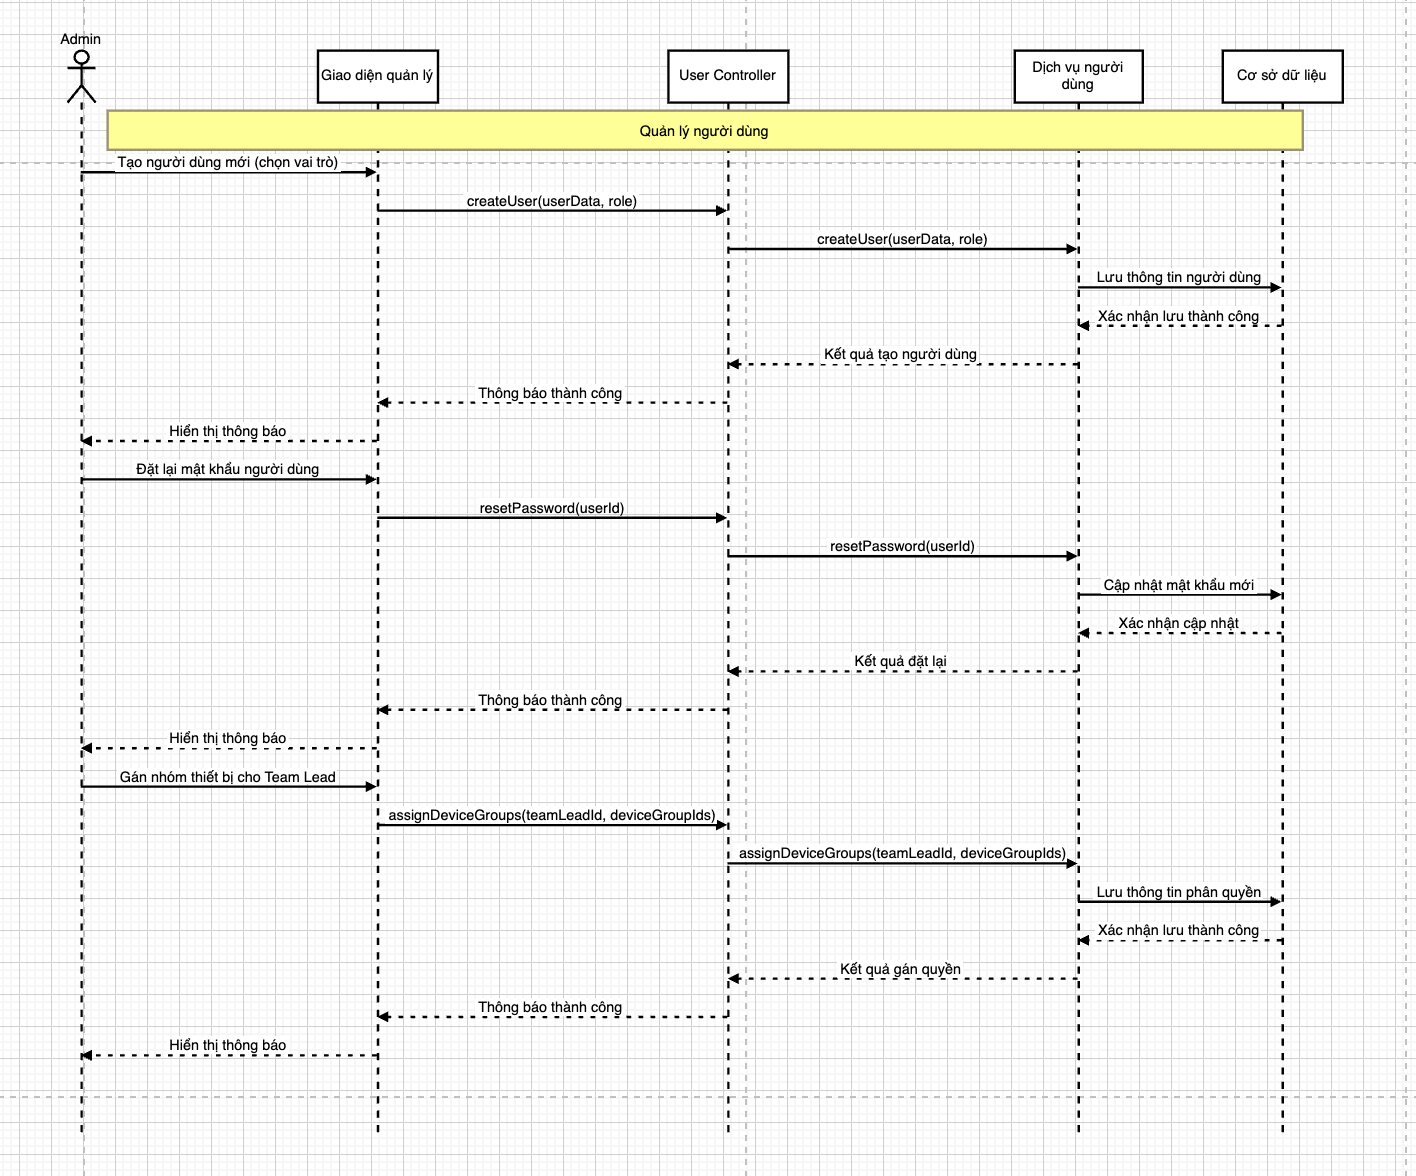 Admin
Giao diện quản lý
User Controller
Dịch vụ người
dùng
Cơ sở dữ liệu
Quản lý người dùng
Tạo người dùng mới (chọn vai trò)
createUser(userData, role)
createUser(userData, role)
Lưu thông tin người dùng
Xác nhận lưu thành công
Kết quả tạo người dùng
Thông báo thành công
Hiển thị thông báo
Đặt lại mật khẩu người dùng
resetPassword(userId)
resetPassword(userId)
Cập nhật mật khẩu mới
Xác nhận cập nhật
Kết quả đặt lại
Thông báo thành công
Hiển thị thông báo
Gán nhóm thiết bị cho Team Lead
assignDeviceGroups(teamLeadId, deviceGroupIds)
assignDeviceGroups(teamLeadId, deviceGroupIds)
Lưu thông tin phân quyền
Xác nhận lưu thành công
Kết quả gán quyền
Thông báo thành công
Hiển thị thông báo